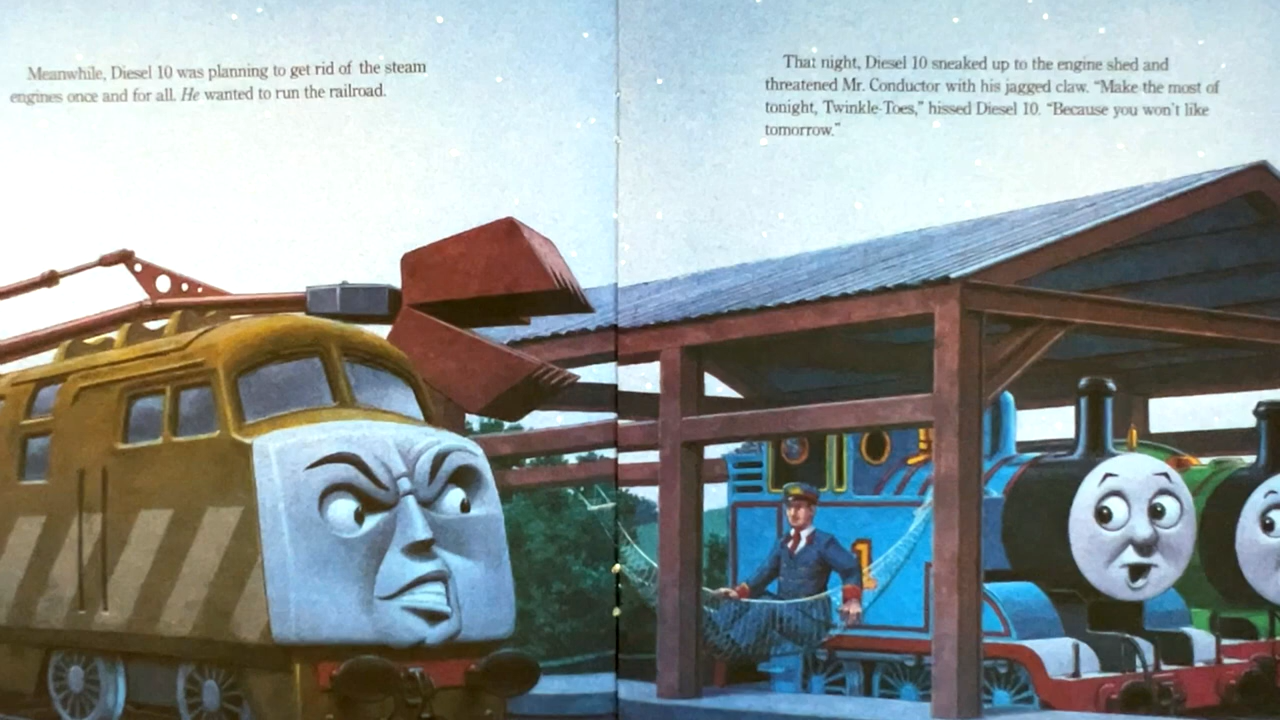 Meanwhile, Diesel 10 was planning to get rid of the steam
engines once and for all. He wanted to run the railroad.
That night, Diesel 10 sneaked up to the engine shed and
threatened Mr. Conductor with his jagged claw. “Make the most of
tonight, Twinkle-Toes,” hissed Diesel 10. “Because you won’t like
tomorrow.”
1